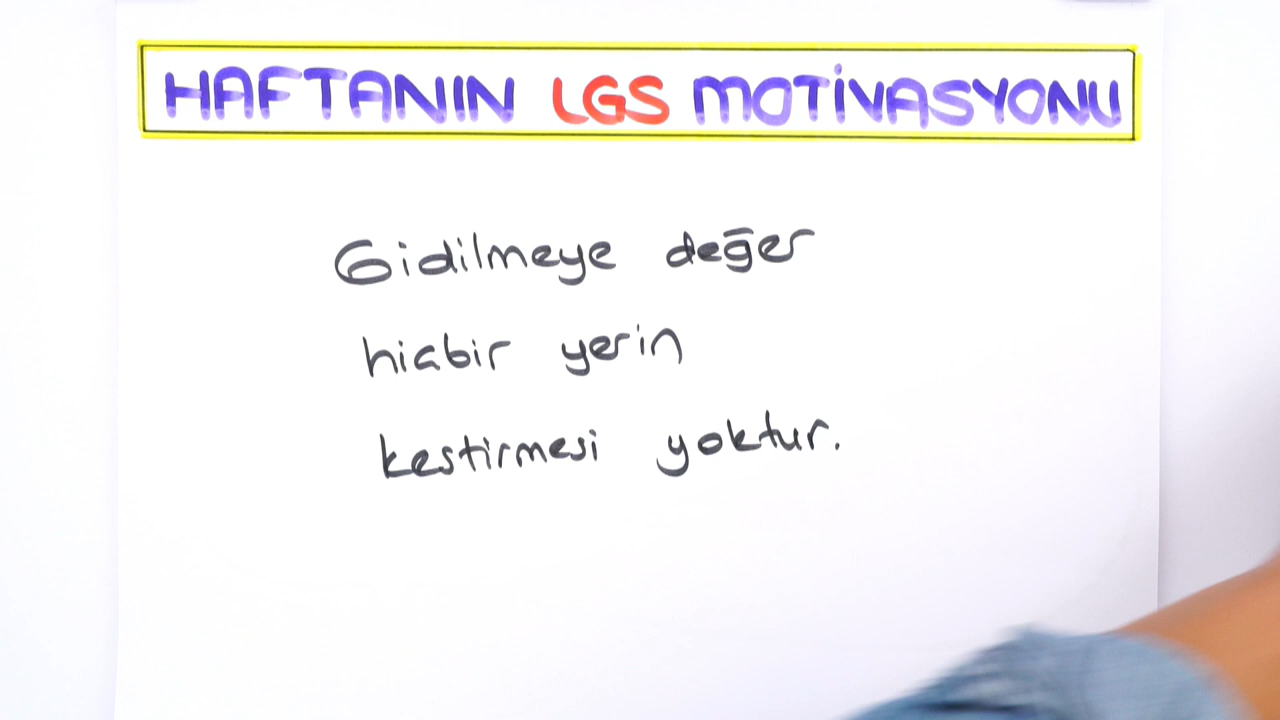 HAFTANIN LGS MOTİVASYONU
Gidilmeye değer
hiçbir yerin
kestirmesi yoktur.